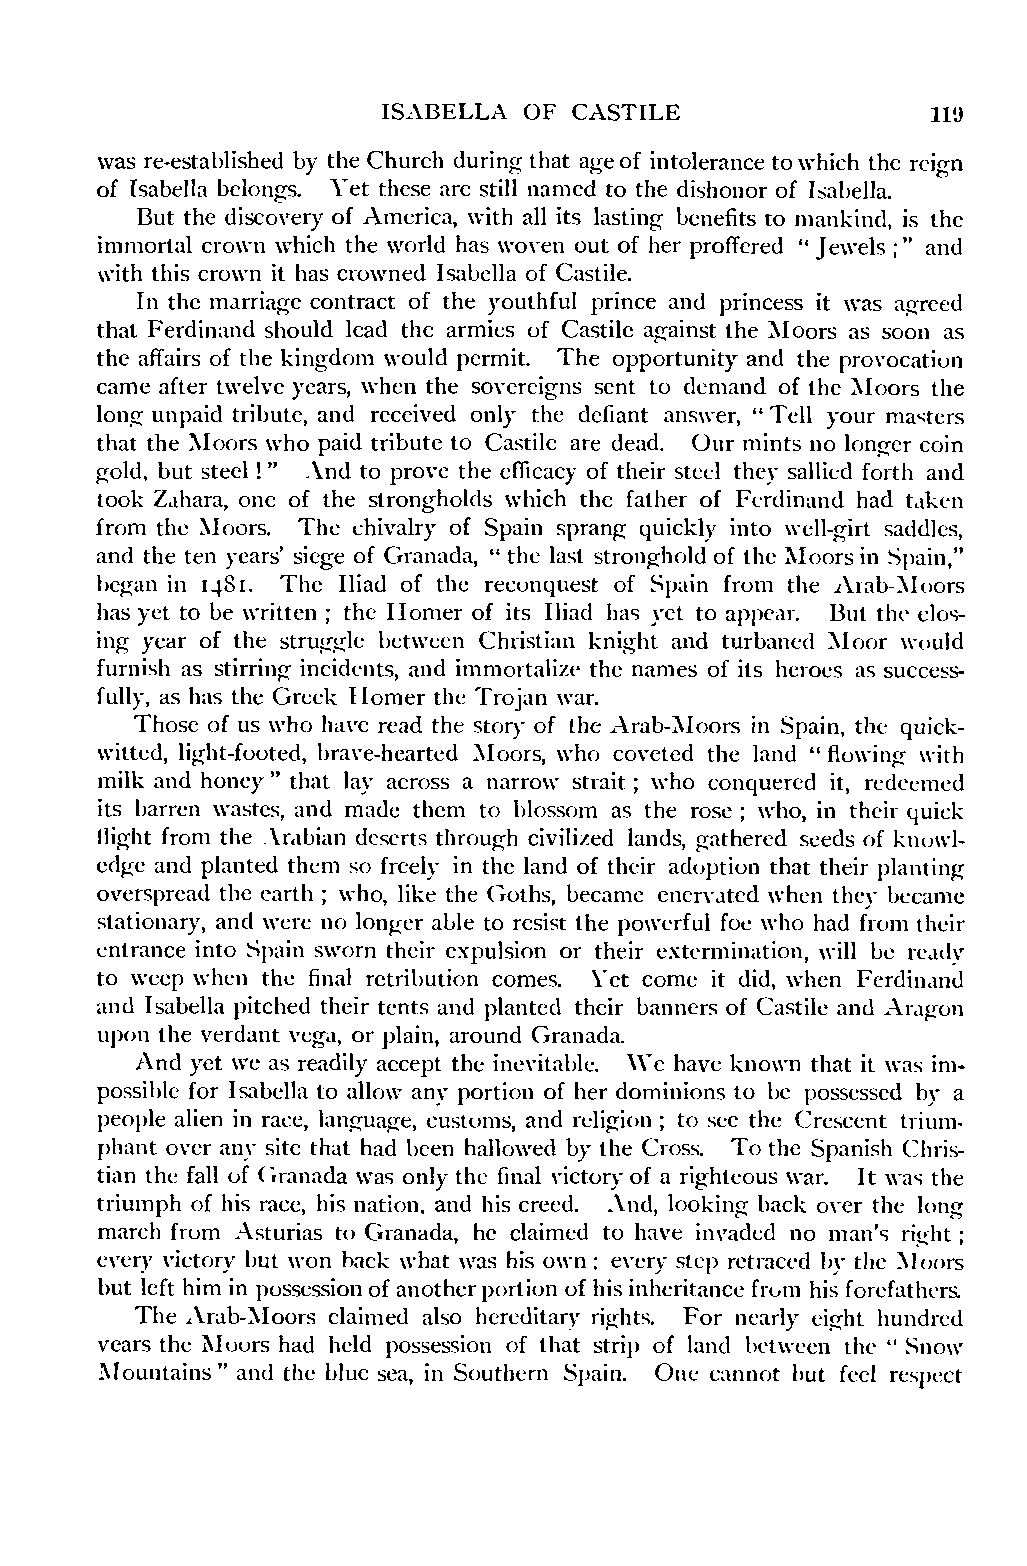 ISABELLA OF CASTILE 119
was re-established by the Church during that age of intolerance to which the reign
of Isabella belongs. Yet these are still named to the dishonor of Isabella.
But the discovery of America, with all its lasting benefits to mankind, is the
immortal crown which the world has woven out of her proffered “ Jewels ;” and
with this crown it has crowned Isabella of Castile.
In the marriage contract of the youthful prince and princess it was agreed
that Ferdinand should lead the armies of Castile against the Moors as soon as
the affairs of the kingdom would permit. The opportunity and the provocation
came after twelve years, when the sovereigns sent to demand of the Moors the
long unpaid tribute, and received only the defiant answer, “ Tell your masters
that the Moors who paid tribute to Castile are dead. Our mints no longer coin
gold, but steel ! ” And to prove the efficacy of their steel they sallied forth and
took Zahara, one of the strongholds which the father of Ferdinand had taken
from the Moors. The chivalry of Spain sprang quickly into well-girt saddles,
and the ten years’ siege of Granada, “ the last stronghold of the Moors in Spain,”
began in 1481. The Iliad of the reconquest of Spain from the Arab-Moors
has yet to be written ; the Homer of its Iliad has yet to appear. But the clos-
ing year of the struggle between Christian knight and turbaned Moor would
furnish as stirring incidents, and immortalize the names of its heroes as success-
fully, as has the Greek Homer the Trojan war.
Those of us who have read the story of the Arab-Moors in Spain, the quick-
witted, light-footed, brave-hearted Moors, who coveted the land “ flowing with
milk and honey ” that lay across a narrow strait ; who conquered it, redeemed
its barren wastes, and made them to blossom as the rose ; who, in their quick
flight from the Arabian deserts through civilized lands, gathered seeds of knowl-
edge and planted them so freely in the land of their adoption that their planting
overspread the earth ; who, like the Goths, became enervated when they became
stationary, and were no longer able to resist the powerful foe who had from their
entrance into Spain sworn their expulsion or their extermination, will be ready
to weep when the final retribution comes. Yet come it did, when Ferdinand
and Isabella pitched their tents and planted their banners of Castile and Aragon
upon the verdant vega, or plain, around Granada.
And yet we as readily accept the inevitable. We have known that it was im-
possible for Isabella to allow any portion of her dominions to be possessed by a
people alien in race, language, customs, and religion ; to see the Crescent trium-
phant over any site that had been hallowed by the Cross. To the Spanish Chris-
tian the fall of Granada was only the final victory of a righteous war. It was the
triumph of his race, his nation, and his creed. And, looking back over the long
march from Asturias to Granada, he claimed to have invaded no man's right ;
every victory but won back what was his own ; every step retraced by the Moors
but left him in possession of another portion of his inheritance from his forefathers.
The Arab-Moors claimed also hereditary rights. For nearly eight hundred
years the Moors had held possession of that strip of land between the “ Snow
Mountains ” and the blue sea, in Southern Spain. One cannot but feel respect